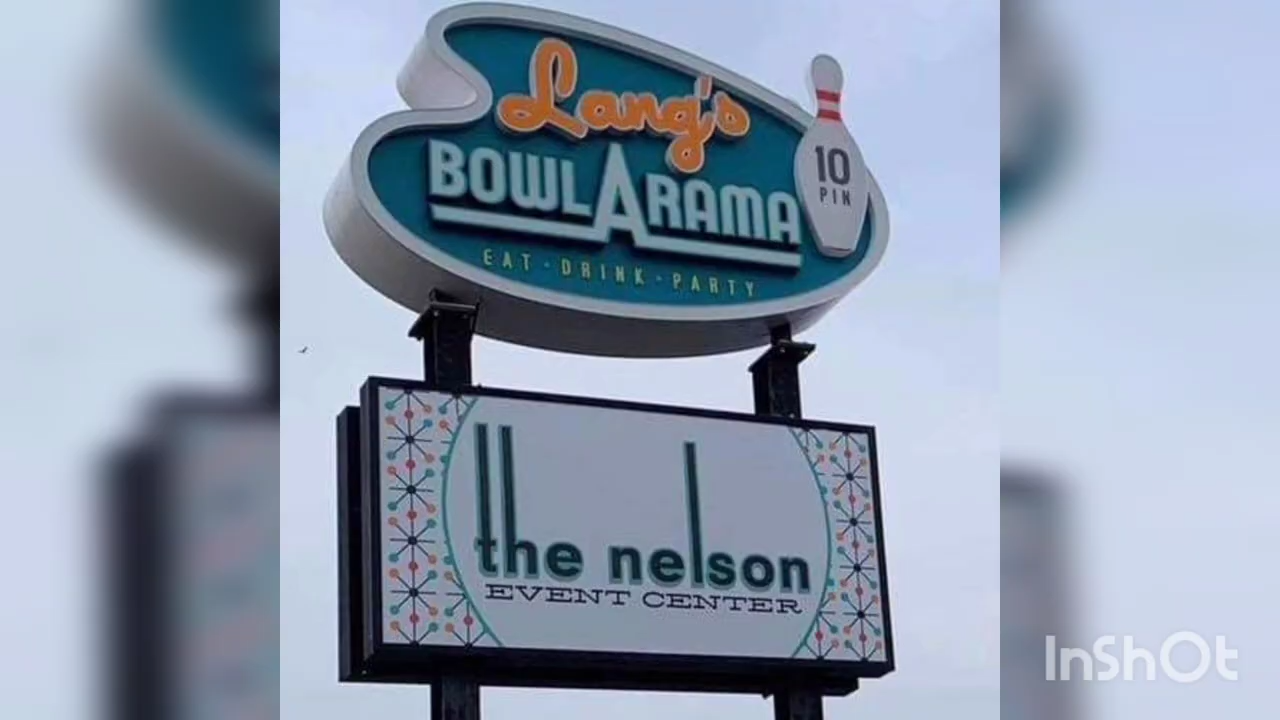 Lang's
BOWLARAMA
10
PIN
EAT · DRINK · PARTY
the nelson
EVENT CENTER
InShOt